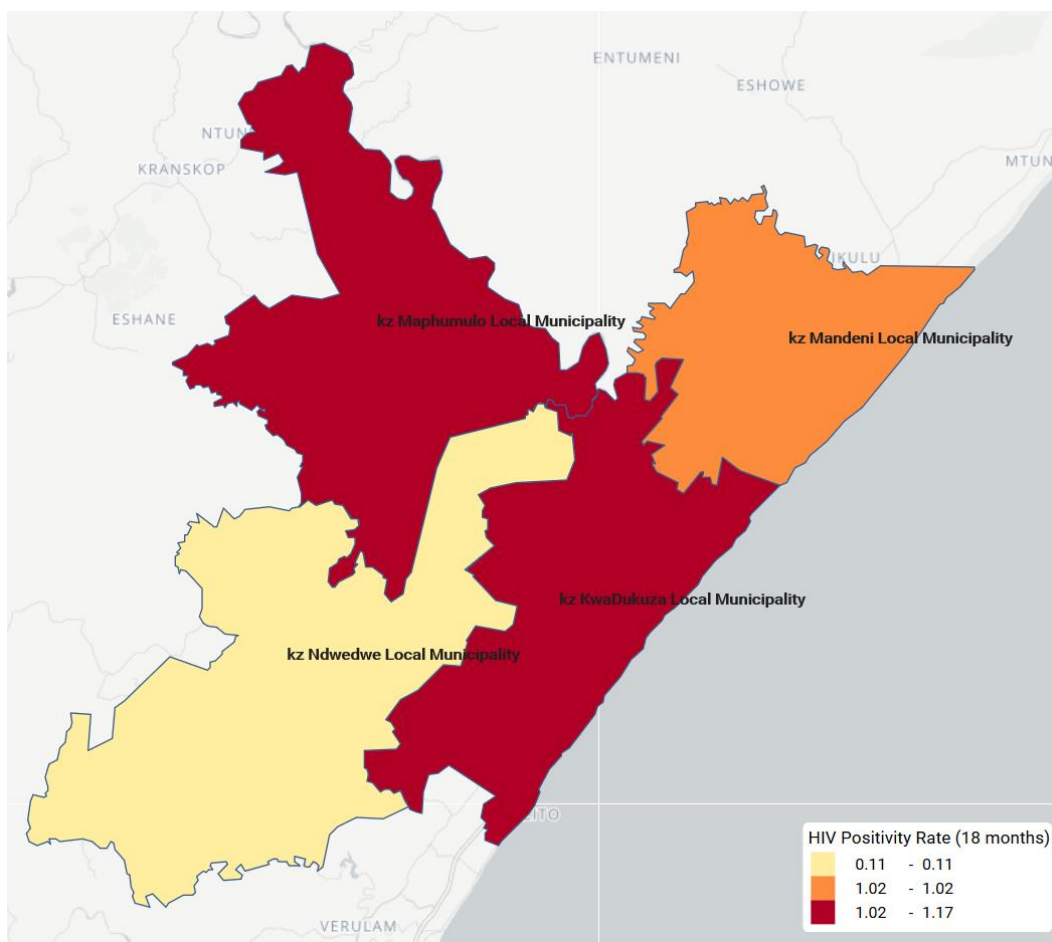 ENTUMENI
ESHOWE
NTUN
KRANSKOP
MTUN
IKULU
ESHANE
kz Maphumulo Local Municipality
kz Mandeni Local Municipality
kz KwaDukuza Local Municipality
kz Ndwedwe Local Municipality
ITO
HIV Positivity Rate (18 months)
0.11 - 0.11
1.02 - 1.02
1.02 - 1.17
VERULAM